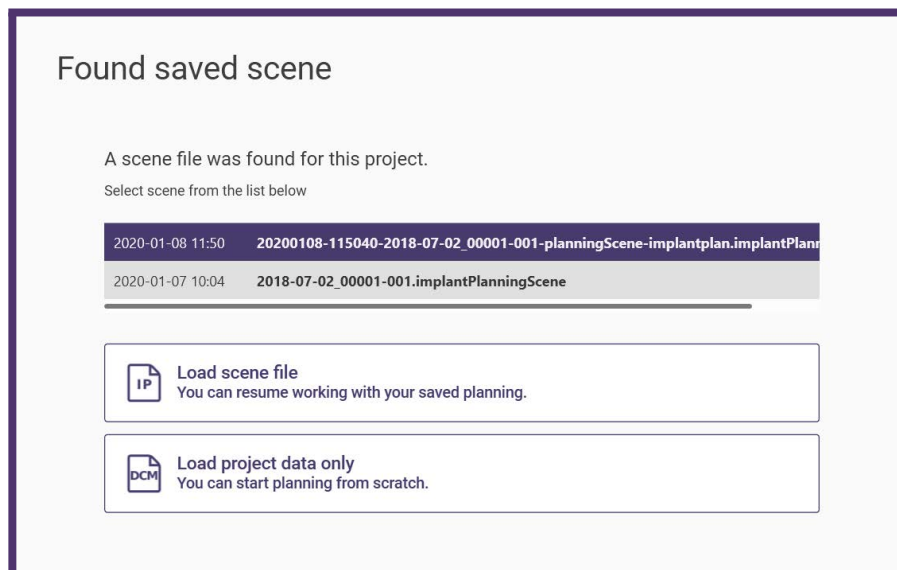 Found saved scene
A scene file was found for this project.
Select scene from the list below
2020-01-08 11:50 20200108-115040-2018-07-02_00001-001-planningScene-implantplan.implantPlann
2020-01-07 10:04 2018-07-02_00001-001.implantPlanningScene
IP
Load scene file
You can resume working with your saved planning.
DCM
Load project data only
You can start planning from scratch.